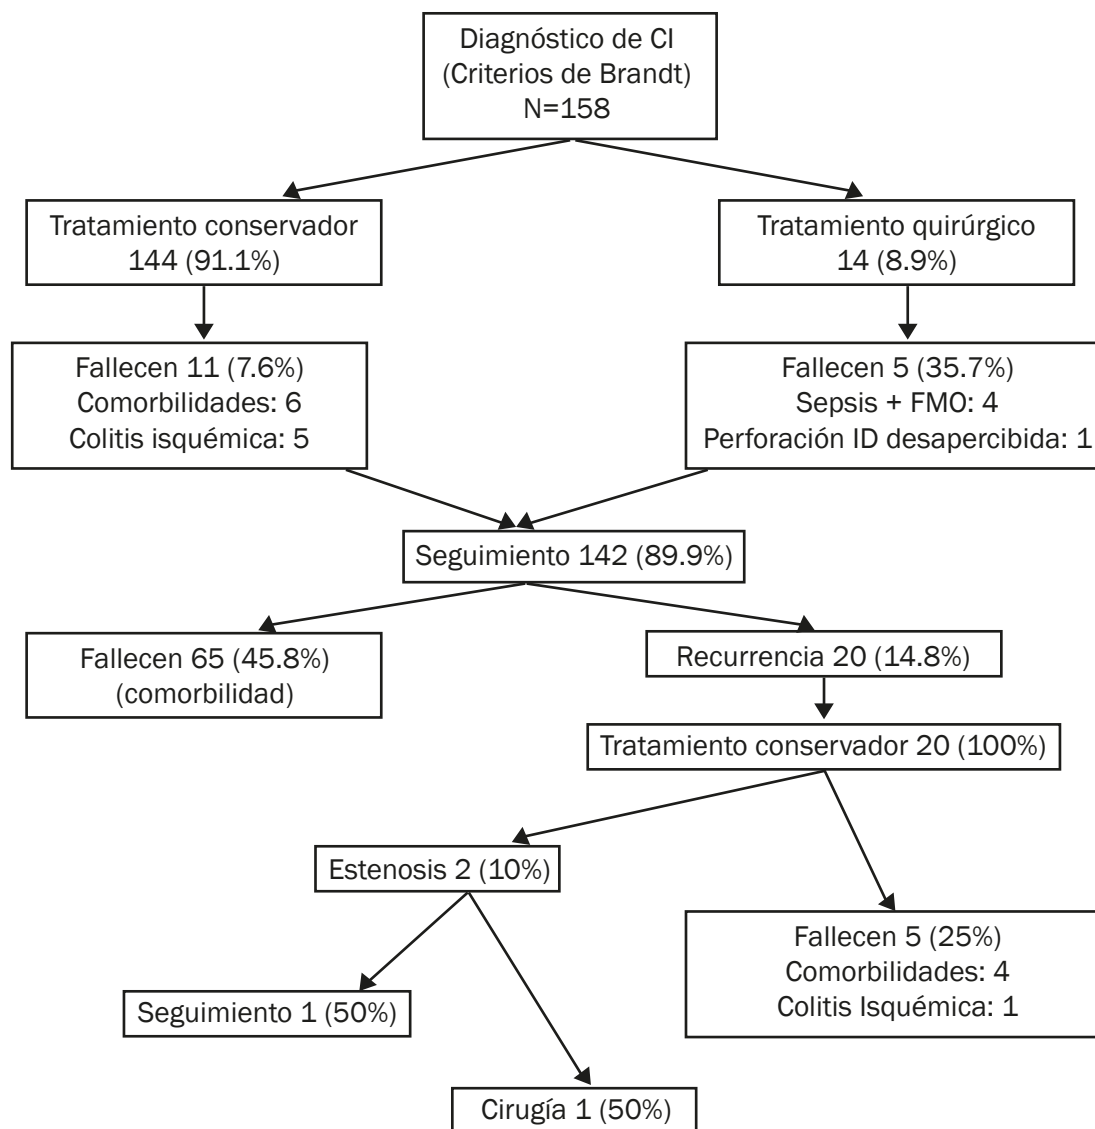 Diagnóstico de CI
(Criterios de Brandt)
N=158
Tratamiento conservador
144 (91.1%)
Tratamiento quirúrgico
14 (8.9%)
Fallecen 11 (7.6%)
Comorbilidades: 6
Colitis isquémica: 5
Fallecen 5 (35.7%)
Sepsis + FMO: 4
Perforación ID desapercibida: 1
Seguimiento 142 (89.9%)
Fallecen 65 (45.8%)
(comorbilidad)
Recurrencia 20 (14.8%)
Tratamiento conservador 20 (100%)
Estenosis 2 (10%)
Fallecen 5 (25%)
Comorbilidades: 4
Colitis Isquémica: 1
Seguimiento 1 (50%)
Cirugía 1 (50%)